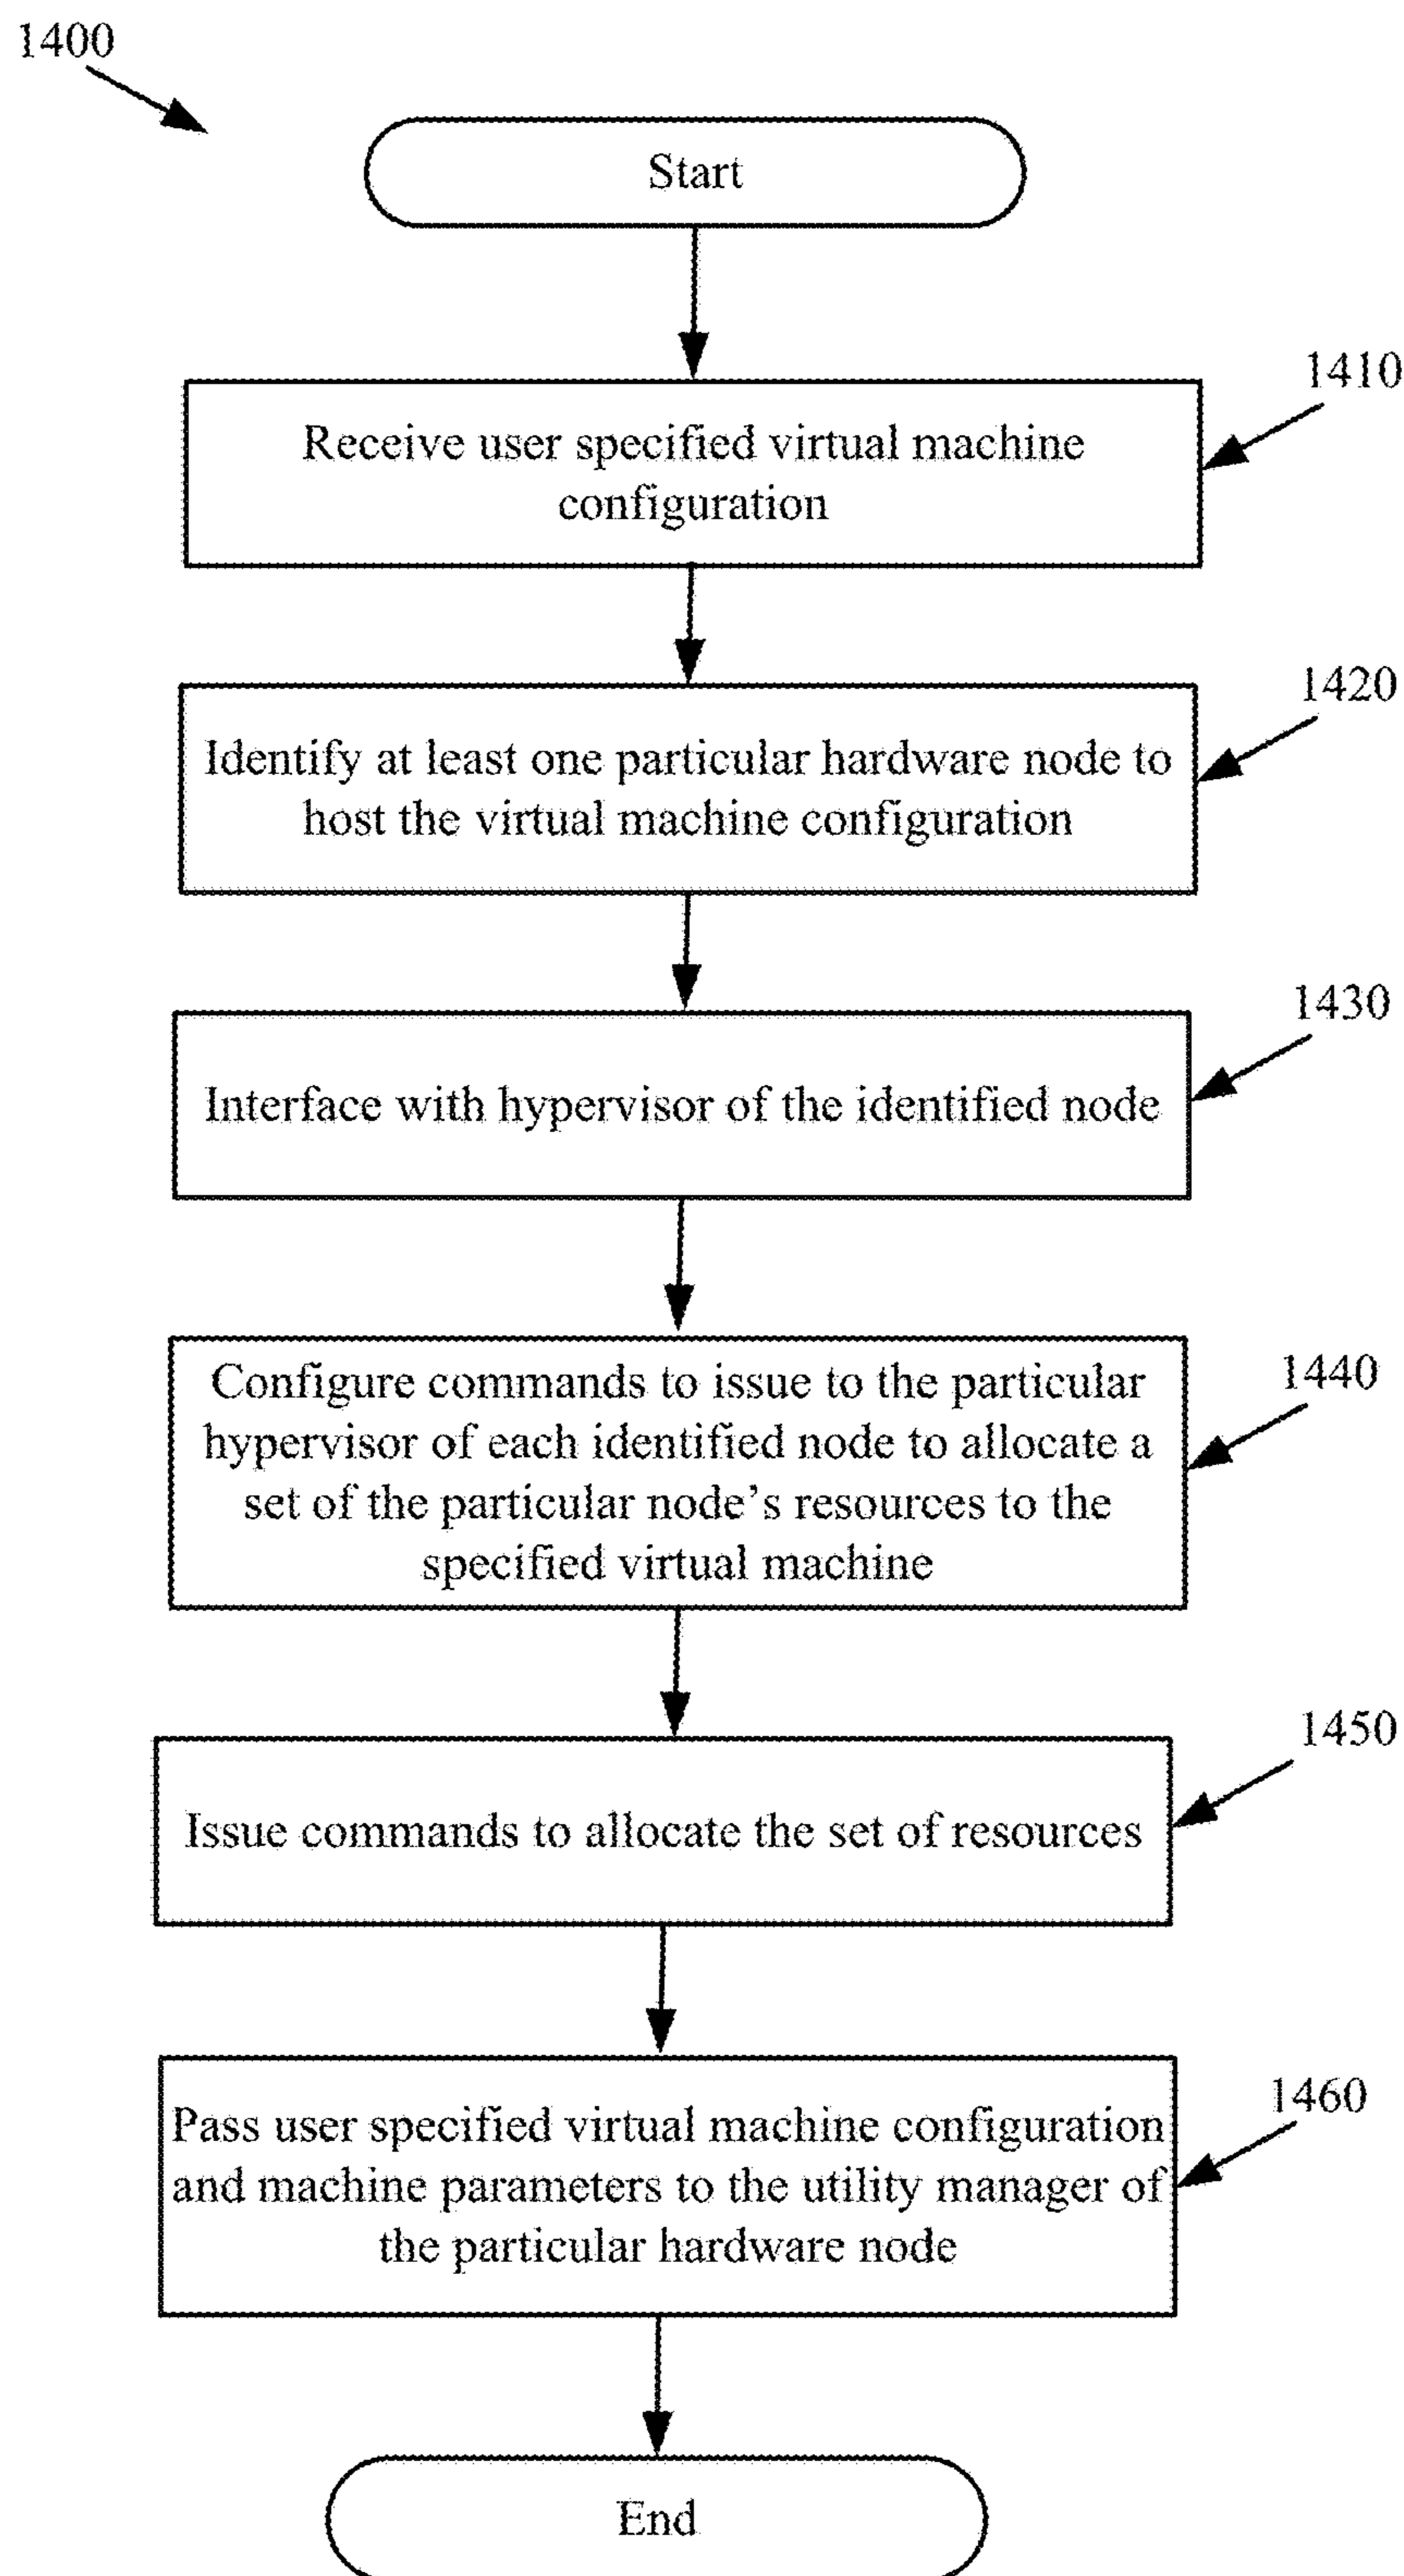 1400
Start
1410
Receive user specified virtual machine
configuration
1420
Identify at least one particular hardware node to
host the virtual machine configuration
1430
Interface with hypervisor of the identified node
1440
Configure commands to issue to the particular
hypervisor of each identified node to allocate a
set of the particular node’s resources to the
specified virtual machine
1450
Issue commands to allocate the set of resources
1460
Pass user specified virtual machine configuration
and machine parameters to the utility manager of
the particular hardware node
End